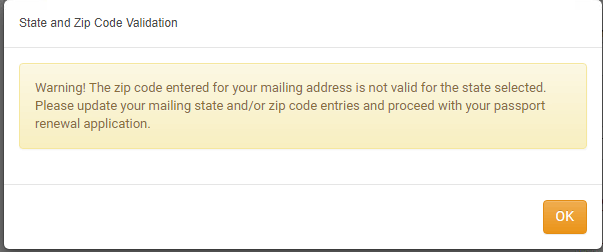 State and Zip Code Validation
Warning! The zip code entered for your mailing address is not valid for the state selected.
Please update your mailing state and/or zip code entries and proceed with your passport
renewal application.
OK